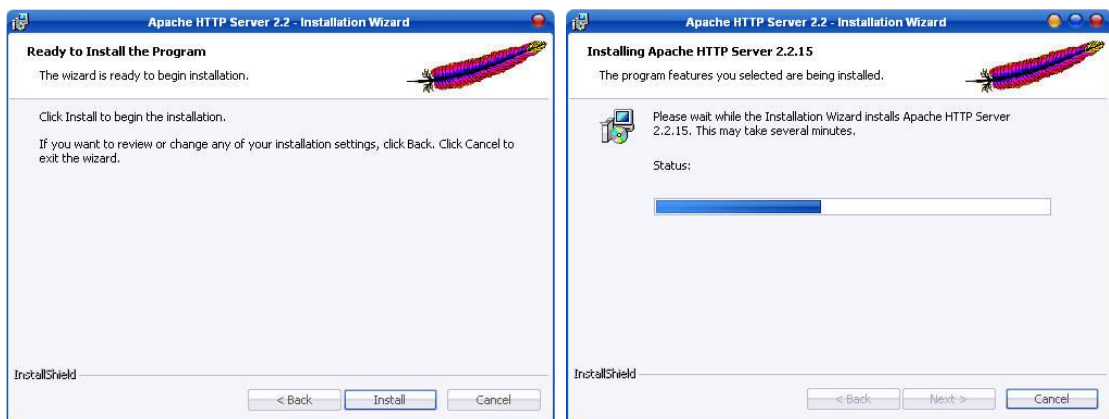 Apache HTTP Server 2.2 - Installation Wizard
Ready to Install the Program
The wizard is ready to begin installation.
Click Install to begin the installation.
If you want to review or change any of your installation settings, click Back. Click Cancel to
exit the wizard.
InstallShield
< Back
Install
Cancel
Apache HTTP Server 2.2 - Installation Wizard
Installing Apache HTTP Server 2.2.15
The program features you selected are being installed.
Please wait while the Installation Wizard installs Apache HTTP Server
2.2.15. This may take several minutes.
Status:
InstallShield
< Back
Next >
Cancel